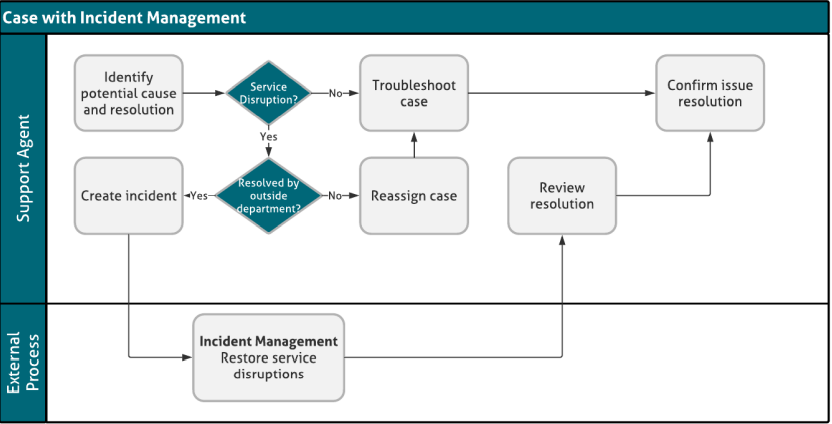 Case with Incident Management
Support Agent
Identify
potential cause
and resolution
Service
Disruption?
No
Troubleshoot
case
Confirm issue
resolution
Yes
Create incident
Yes
Resolved by
outside
department?
No
Reassign case
Review
resolution
External
Process
Incident Management
Restore service
disruptions